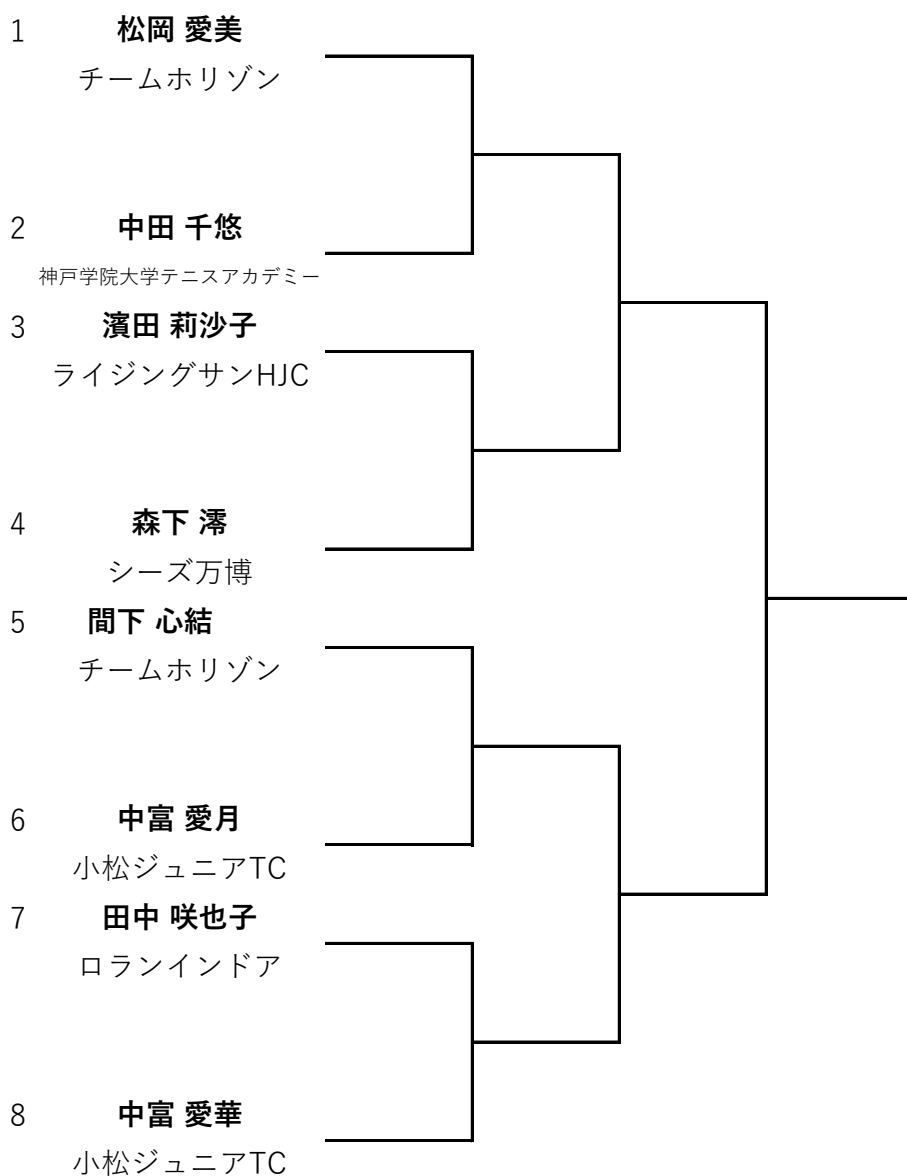 1 松岡 愛美
チームホリゾン
2 中田 千悠
神戸学院大学テニスアカデミー
3 濱田 莉沙子
ライジングサンHJC
4 森下 澪
シーズ万博
5 間下 心結
チームホリゾン
6 中富 愛月
小松ジュニアTC
7 田中 咲也子
ロランインドア
8 中富 愛華
小松ジュニアTC